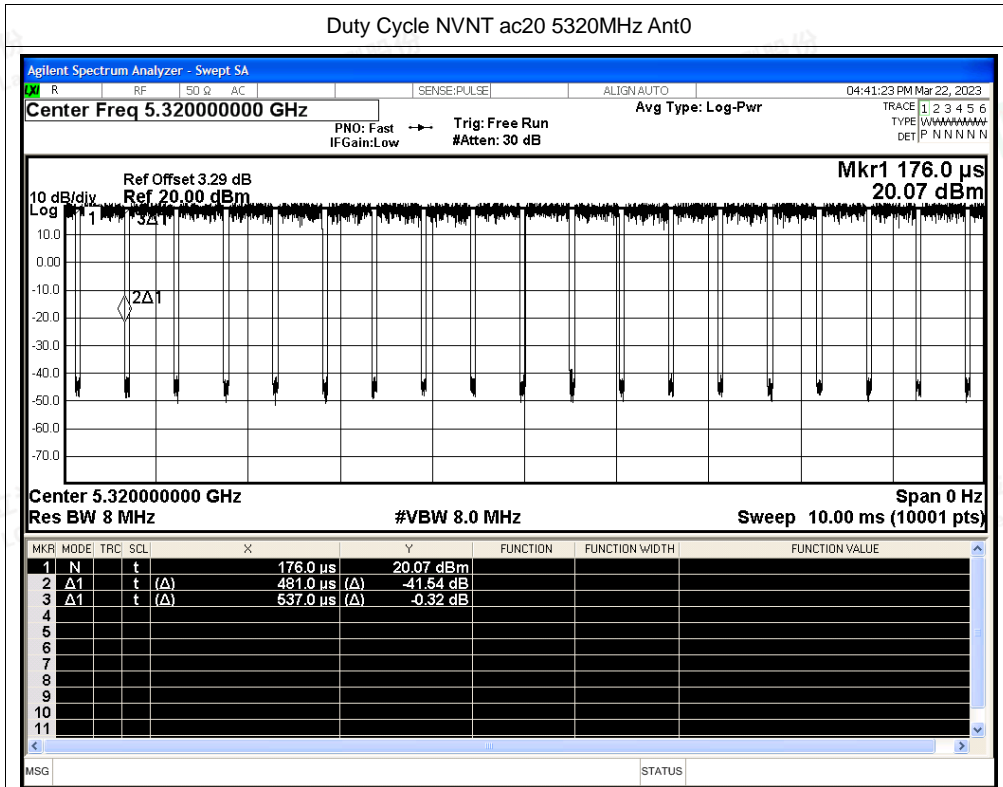 Duty Cycle NVNT ac20 5320MHz Ant0
Agilent Spectrum Analyzer - Swept SA
LXI R RF 50 Ω AC SENSE:PULSE ALIGN AUTO 04:41:23 PM Mar 22, 2023
Center Freq 5.320000000 GHz Avg Type: Log-Pwr TRACE 1 2 3 4 5 6
PNO: Fast Trig: Free Run TYPE W
IFGain:Low #Atten: 30 dB DET P N N N N N
Mkr1 176.0 µs
Ref Offset 3.29 dB
10 dB/div Ref 20.00 dBm 20.07 dBm
Log
1 3Δ1
10.0
0.00
-10.0
2Δ1
-20.0
-30.0
-40.0
-50.0
-60.0
-70.0
Center 5.320000000 GHz Span 0 Hz
Res BW 8 MHz #VBW 8.0 MHz Sweep 10.00 ms (10001 pts)
MKR MODE TRC SCL X Y FUNCTION FUNCTION WIDTH FUNCTION VALUE
1 N t 176.0 µs 20.07 dBm
2 Δ1 t (Δ) 481.0 µs (Δ) -41.54 dB
3 Δ1 t (Δ) 537.0 µs (Δ) -0.32 dB
4
5
6
7
8
9
10
11
MSG STATUS